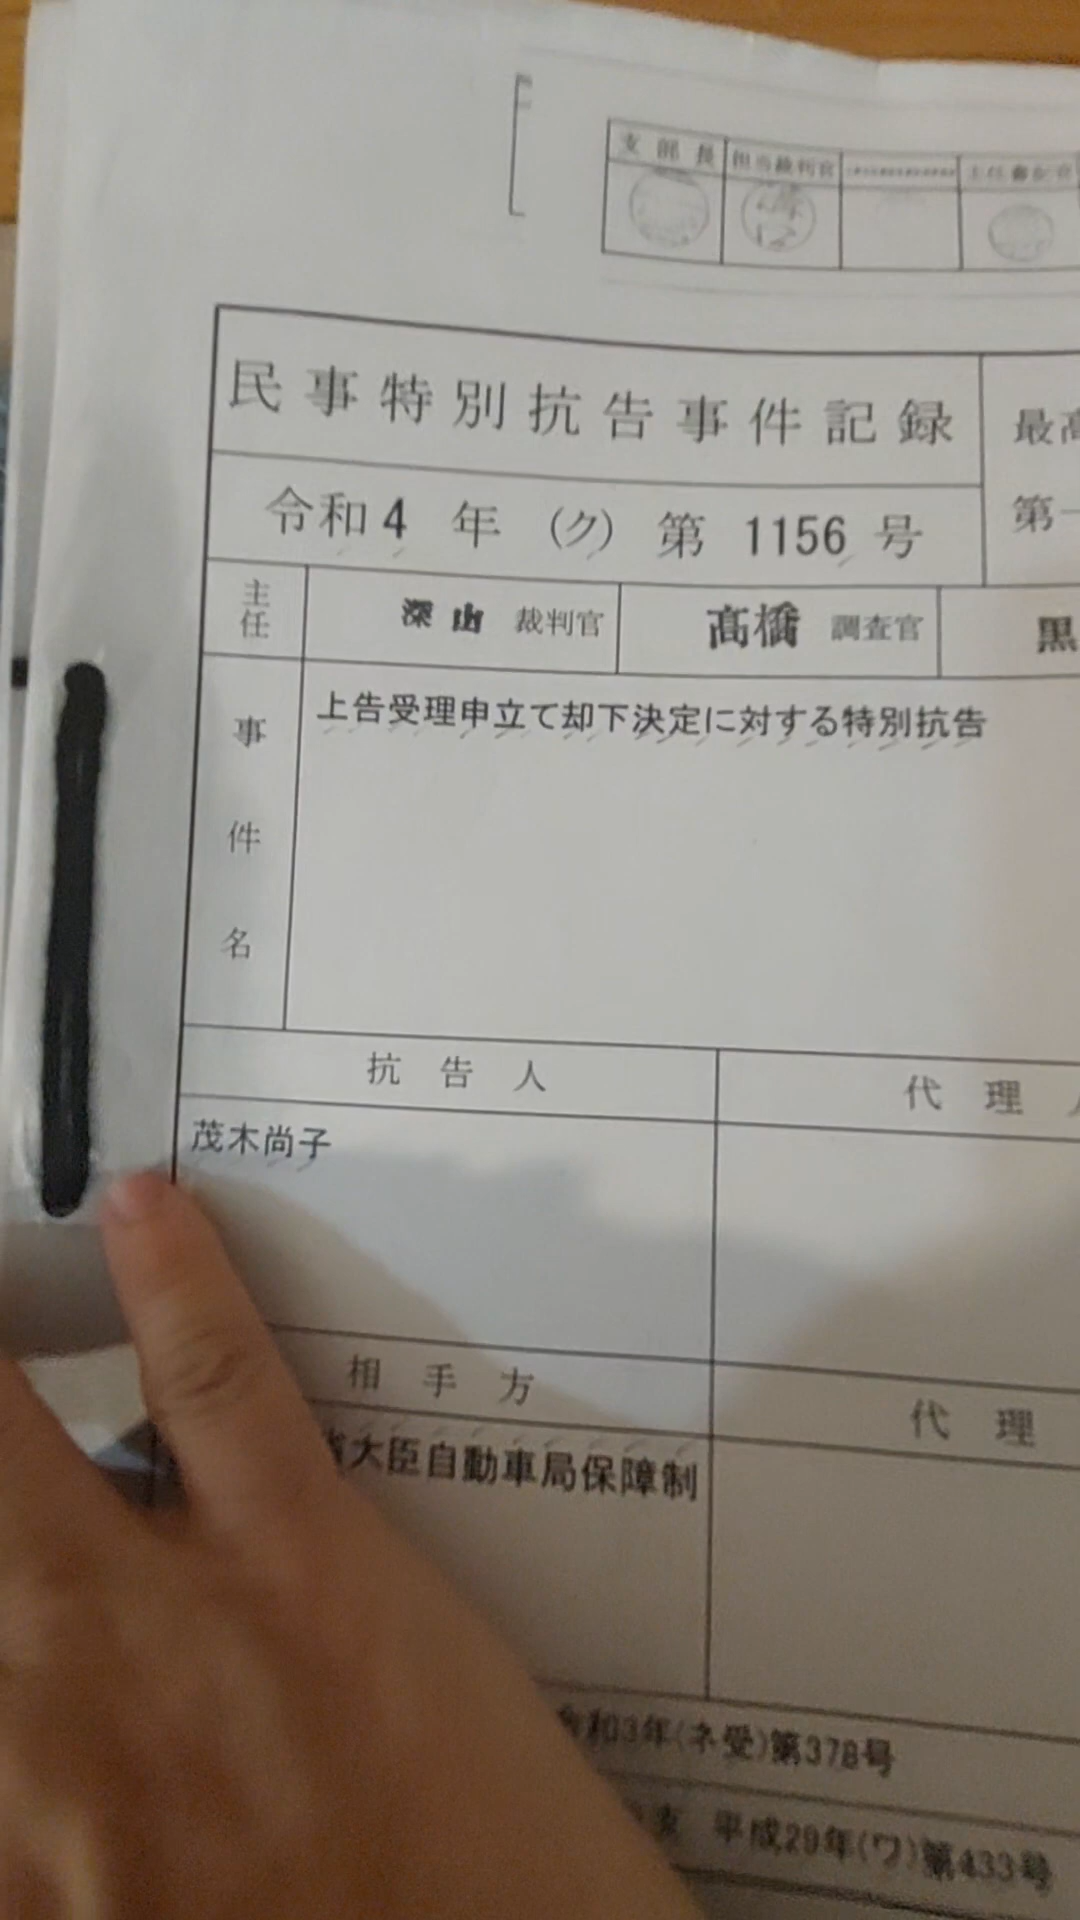 支部長 担当裁判官 主任書記官
民事特別抗告事件記録
最高
令和4年(ク)第1156号
第一
主任 深山 裁判官 髙橋 調査官 黒
事件名 上告受理申立て却下決定に対する特別抗告
抗告人 代理人
茂木尚子
相手方 代理
大臣自動車局保障制
令和3年(ネ受)第378号
平成29年(ワ)第433号